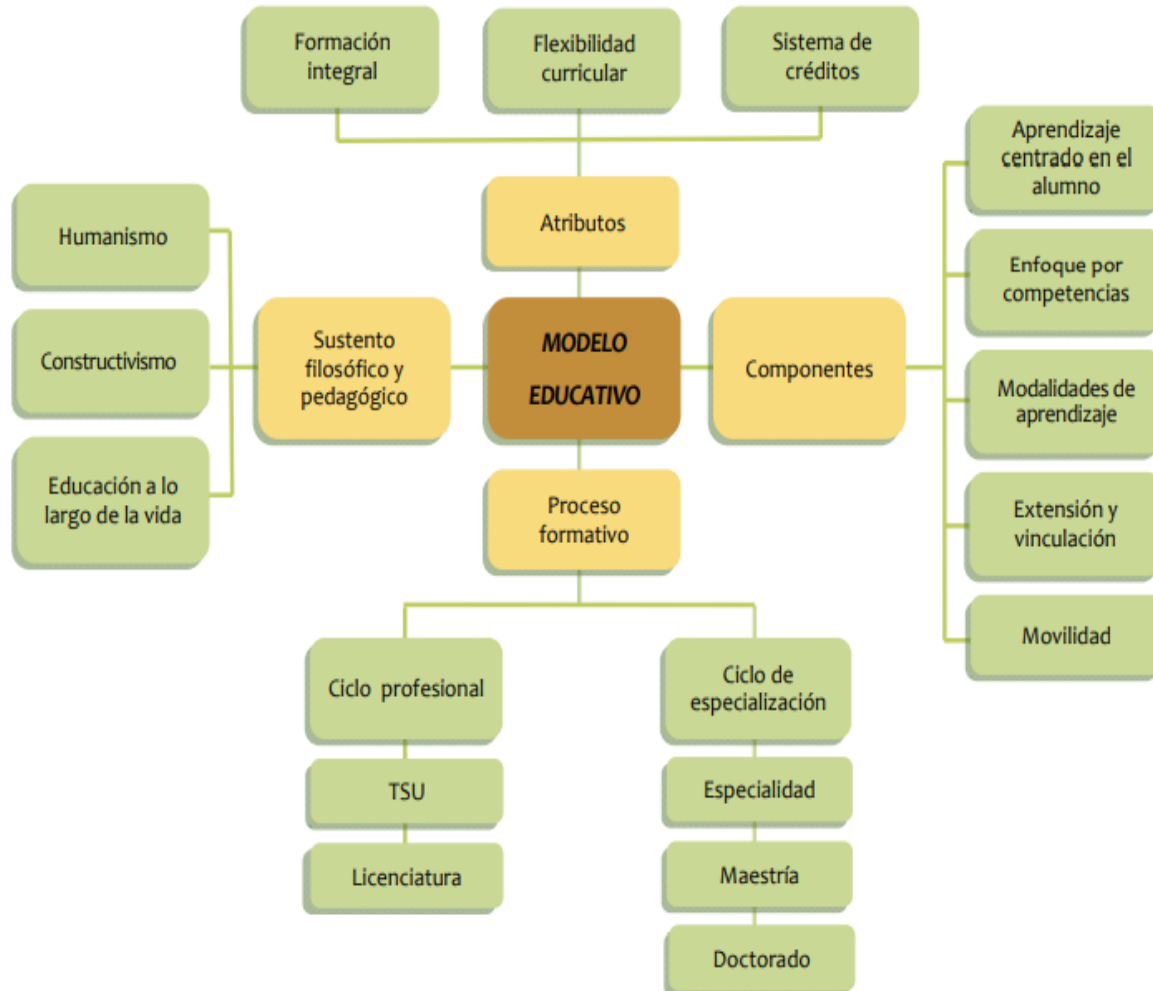 Formación
integral
Flexibilidad
curricular
Sistema de
créditos
Atributos
Humanismo
Constructivismo
Educación a lo
largo de la vida
Sustento
filosófico y
pedagógico
MODELO
EDUCATIVO
Componentes
Aprendizaje
centrado en el
alumno
Enfoque por
competencias
Modalidades de
aprendizaje
Extensión y
vinculación
Movilidad
Proceso
formativo
Ciclo profesional
TSU
Licenciatura
Ciclo de
especialización
Especialidad
Maestría
Doctorado